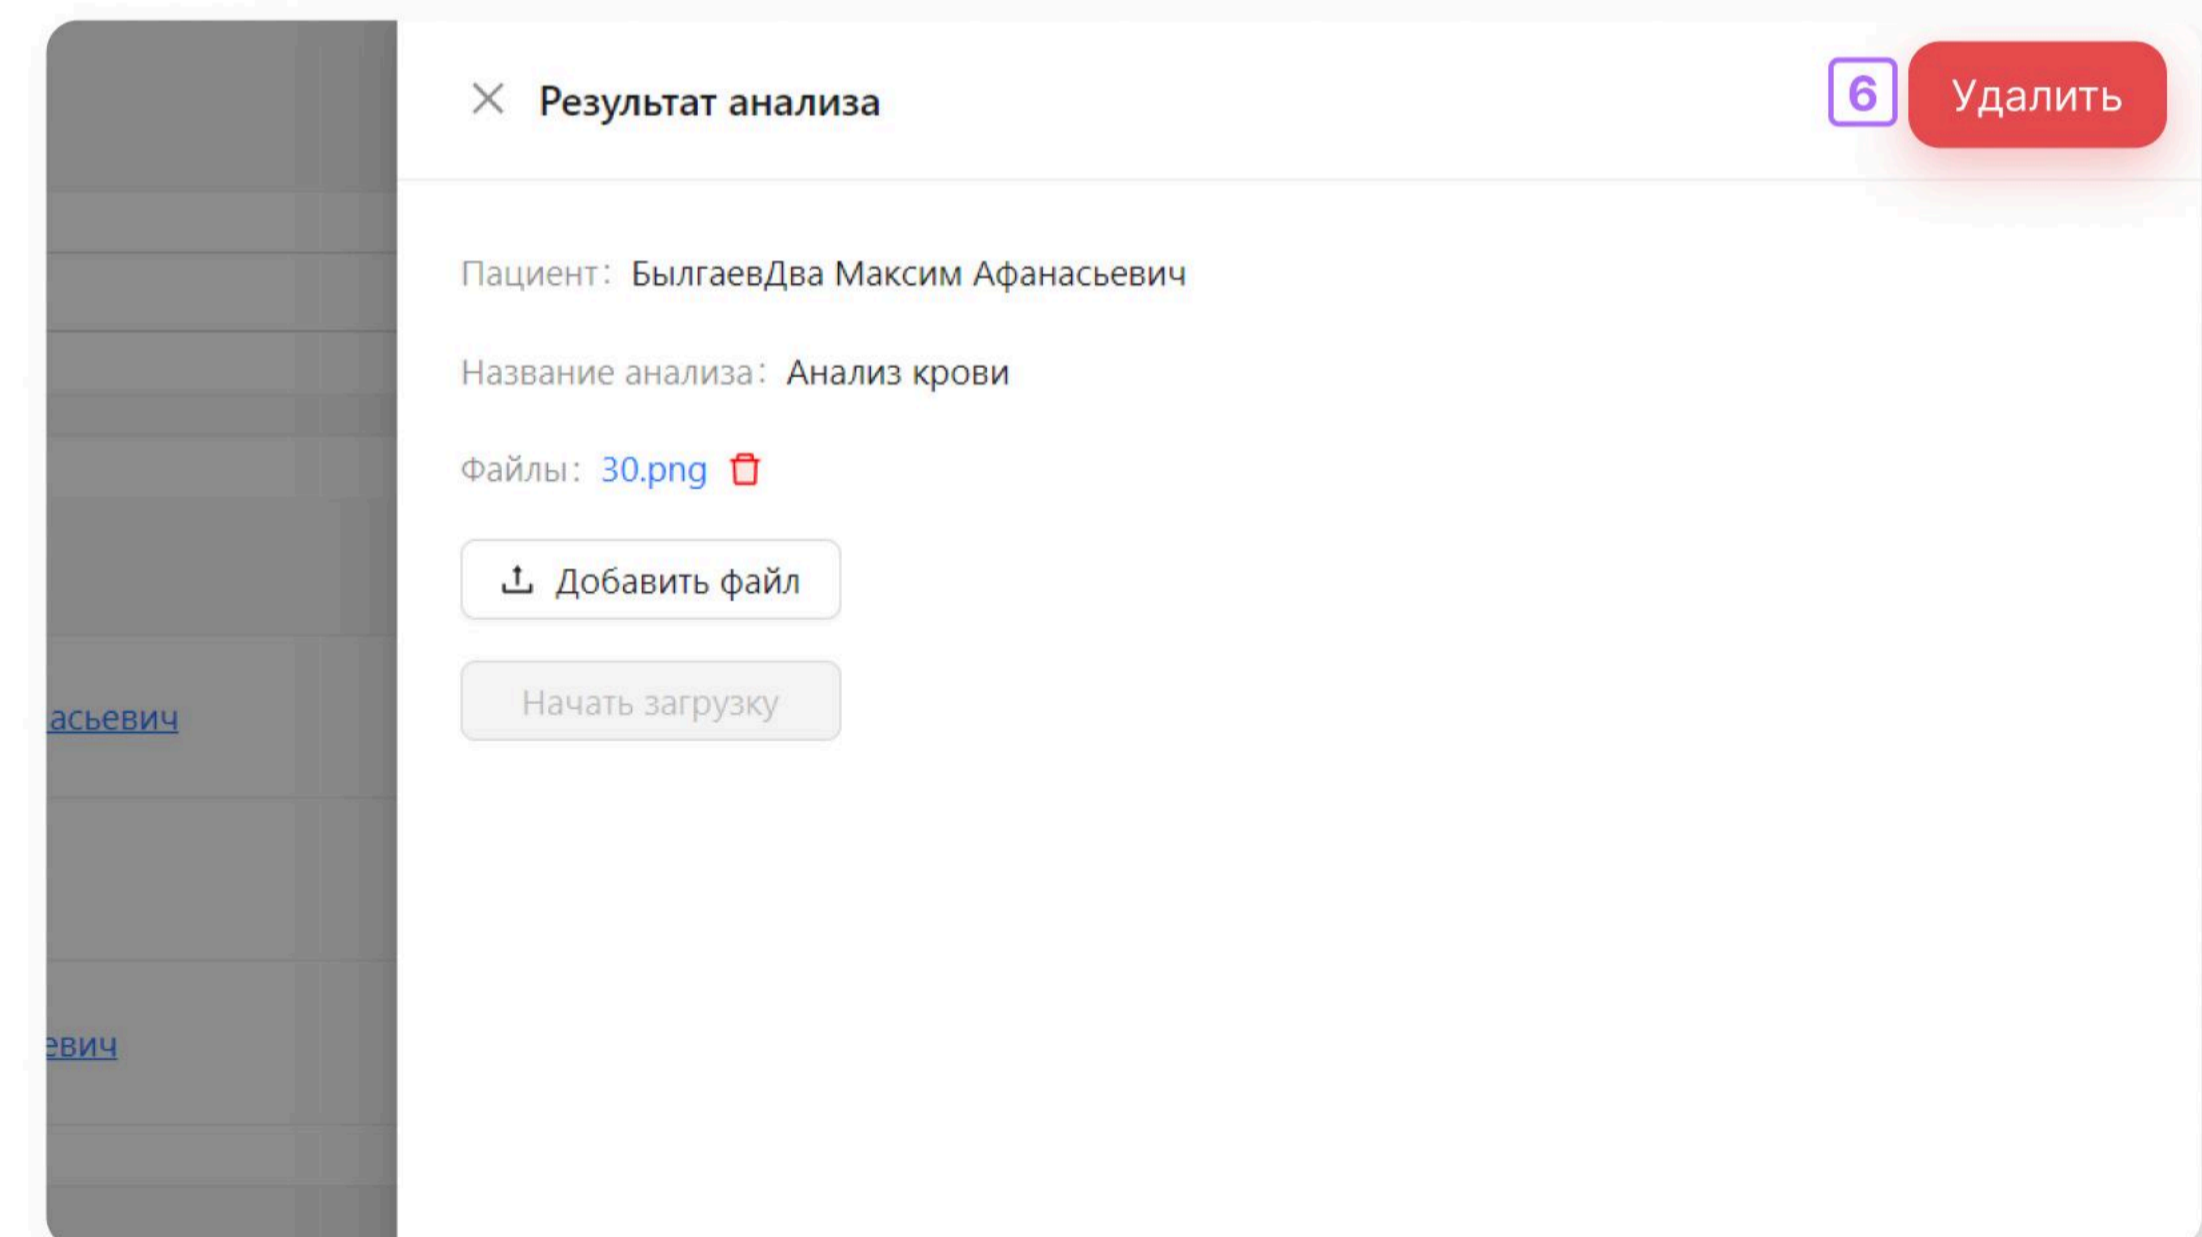 Результат анализа
6 Удалить
Пациент: БылгаевДва Максим Афанасьевич
Название анализа: Анализ крови
Файлы: 30.png
Добавить файл
Начать загрузку
асьевич
евич